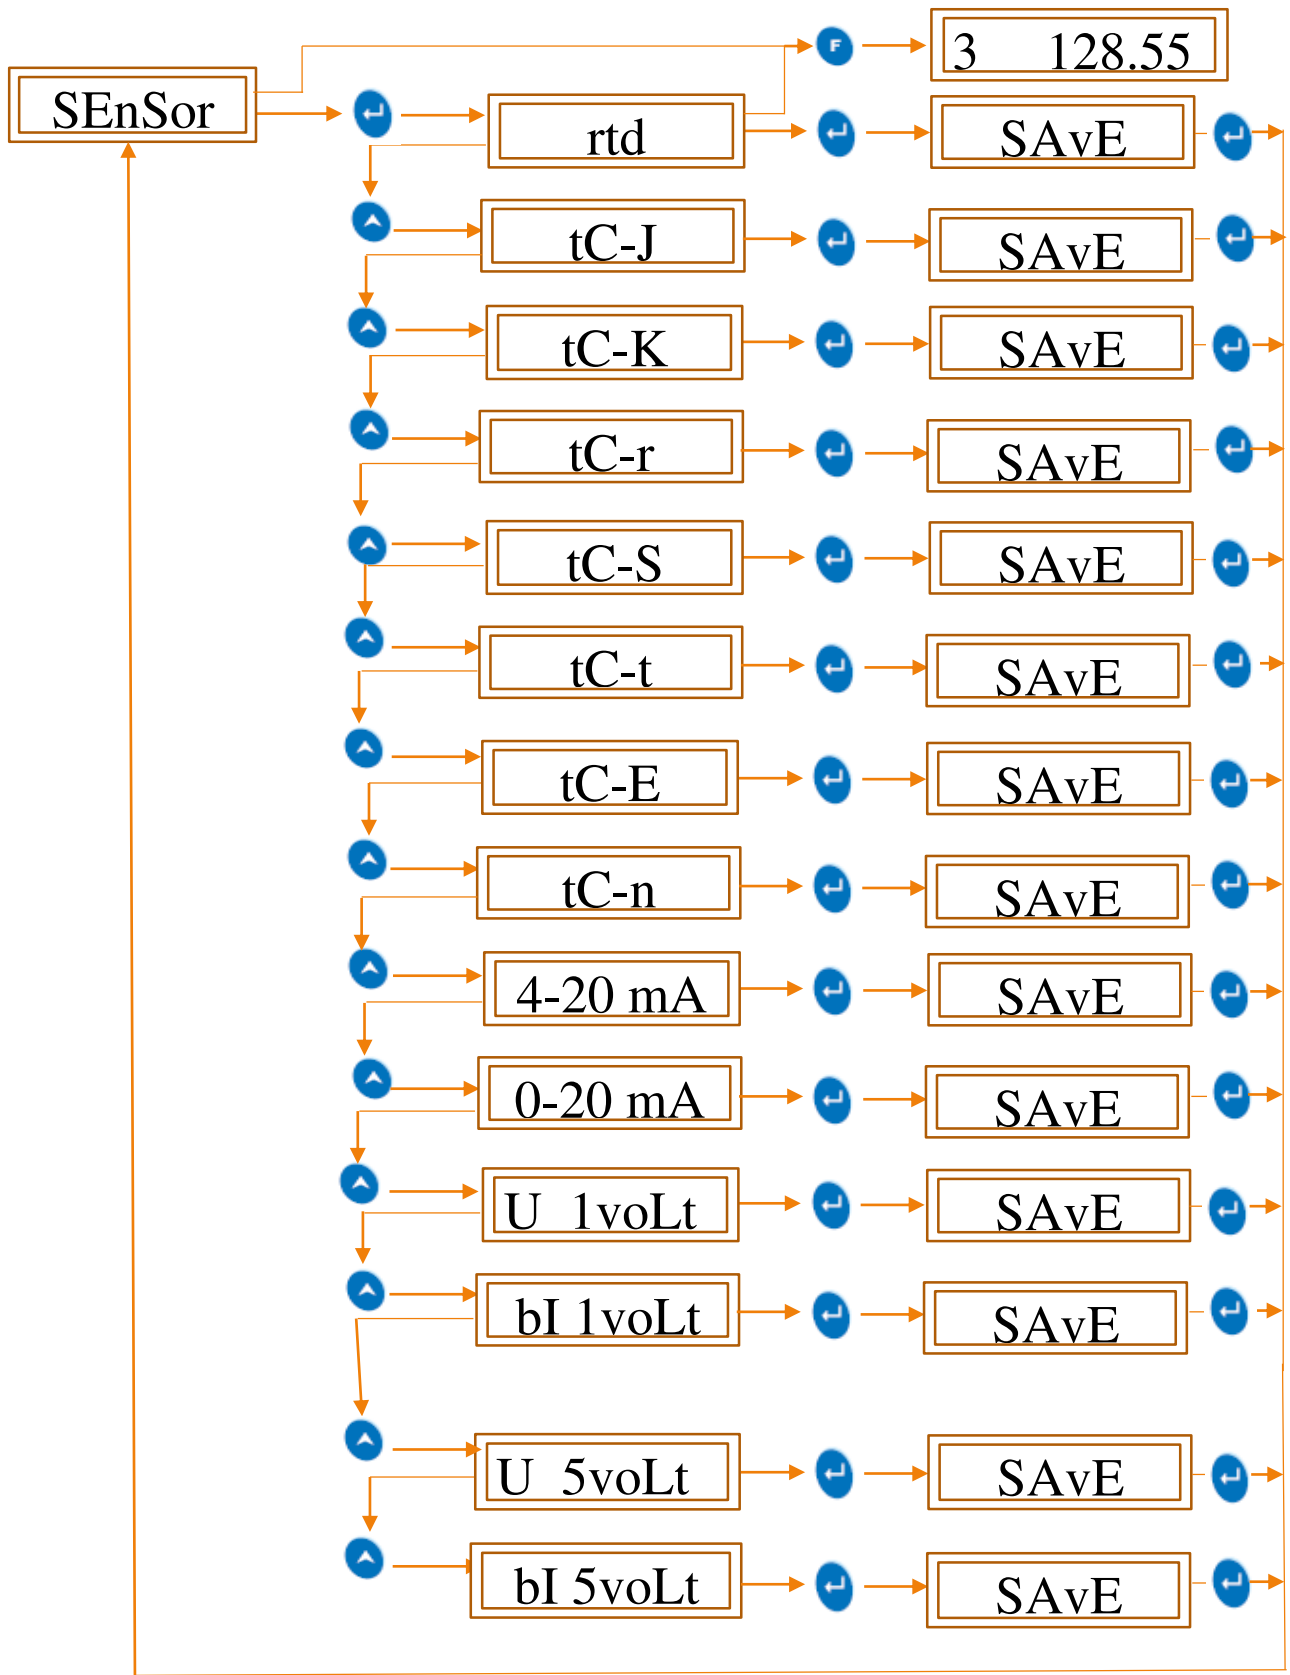 F
3 128.55
SEnSor
rtd
SAvE
tC-J
SAvE
tC-K
SAvE
tC-r
SAvE
tC-S
SAvE
tC-t
SAvE
tC-E
SAvE
tC-n
SAvE
4-20 mA
SAvE
0-20 mA
SAvE
U 1voLt
SAvE
bI 1voLt
SAvE
U 5voLt
SAvE
bI 5voLt
SAvE